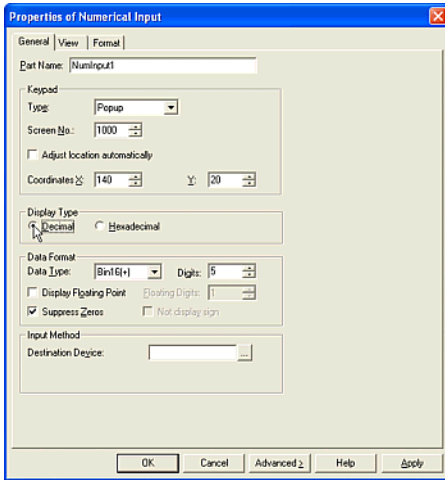 Properties of Numerical Input
General View Format
Part Name: NumInput1
Keypad
Type: Popup
Screen No.: 1000
Adjust location automatically
Coordinates X: 140 Y: 20
Display Type
Decimal Hexadecimal
Data Format
Data Type: Bin16(+) Digits: 5
Display Floating Point Floating Digits: 1
Suppress Zeros Not display sign
Input Method
Destination Device: ...
OK Cancel Advanced > Help Apply